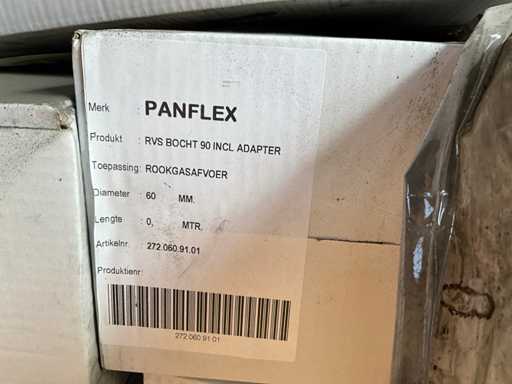 Merk : PANFLEX
Produkt : RVS BOCHT 90 INCL ADAPTER
Toepassing: ROOKGASAFVOER
Diameter : 60 MM.
Lengte : 0, MTR.
Artikelnr. : 272.060.91.01
Produktienr:
272 060 91 01